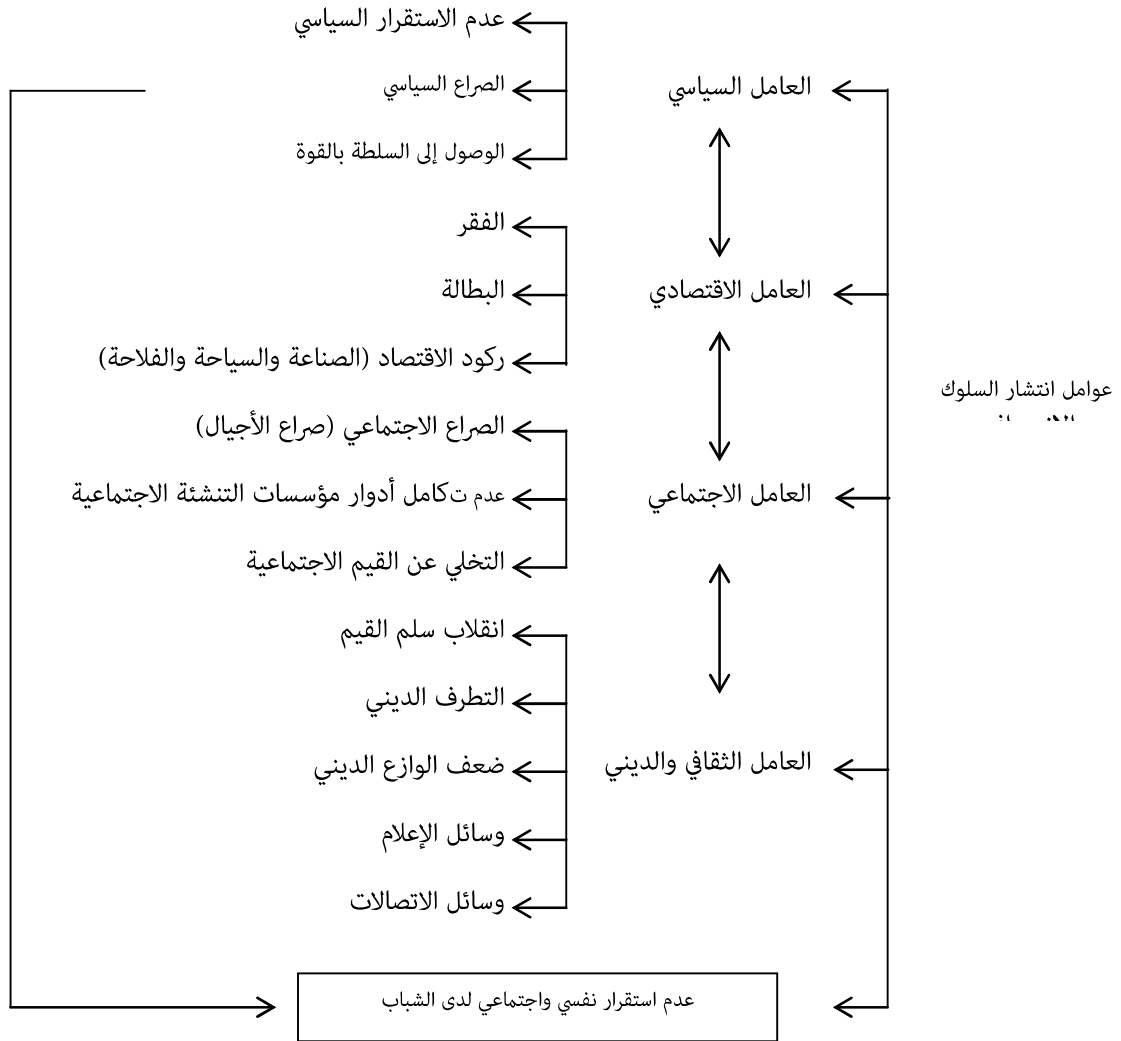 عوامل انتشار السلوك
العامل السياسي
عدم الاستقرار السياسي
الصراع السياسي
الوصول إلى السلطة بالقوة
العامل الاقتصادي
الفقر
البطالة
ركود الاقتصاد (الصناعة والسياحة والفلاحة)
العامل الاجتماعي
الصراع الاجتماعي (صراع الأجيال)
عدم تكامل أدوار مؤسسات التنشئة الاجتماعية
التخلي عن القيم الاجتماعية
العامل الثقافي والديني
انقلاب سلم القيم
التطرف الديني
ضعف الوازع الديني
وسائل الإعلام
وسائل الاتصالات
عدم استقرار نفسي واجتماعي لدى الشباب